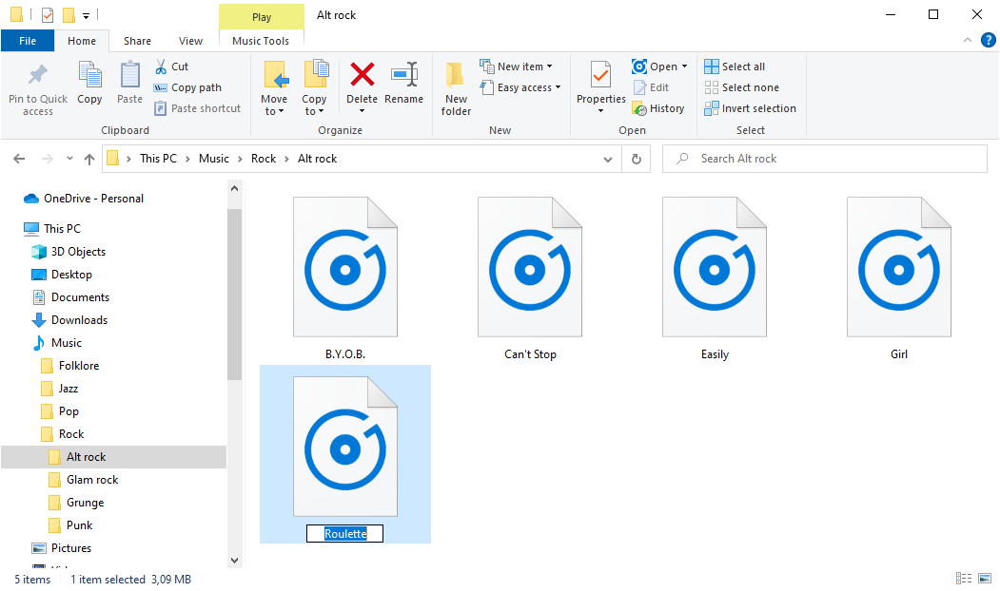 Play
Alt rock
File
Home
Share
View
Music Tools
Pin to Quick access
Copy
Paste
Cut
Copy path
Paste shortcut
Clipboard
Move to
Copy to
Delete
Rename
Organize
New folder
New item
Easy access
New
Properties
Open
Edit
History
Open
Select all
Select none
Invert selection
Select
This PC > Music > Rock > Alt rock
Search Alt rock
OneDrive - Personal
This PC
3D Objects
Desktop
Documents
Downloads
Music
Folklore
Jazz
Pop
Rock
Alt rock
Glam rock
Grunge
Punk
Pictures
B.Y.O.B.
Can't Stop
Easily
Girl
Roulette
5 items
1 item selected 3,09 MB